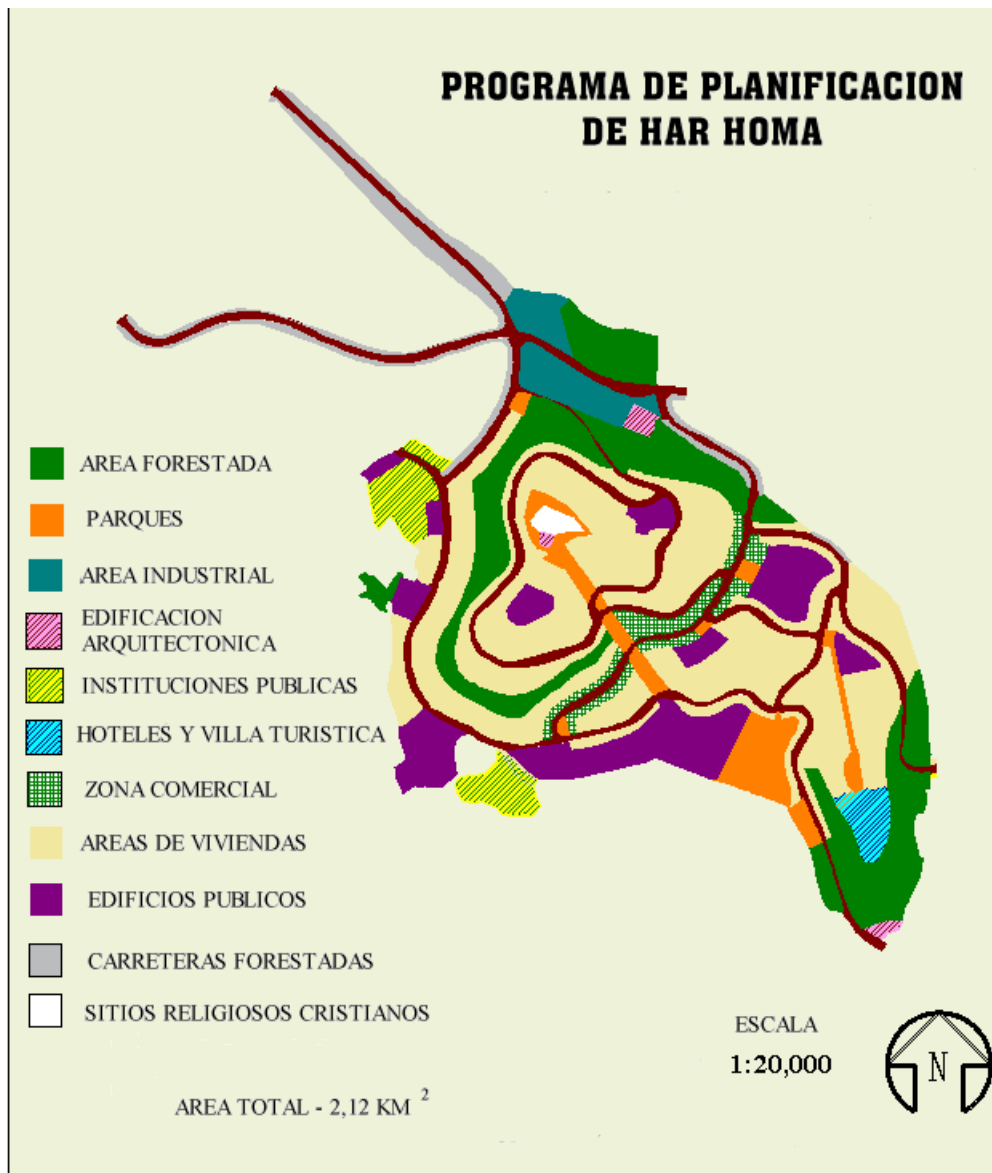 PROGRAMA DE PLANIFICACION
DE HAR HOMA
AREA FORESTADA
PARQUES
AREA INDUSTRIAL
EDIFICACION
ARQUITECTONICA
INSTITUCIONES PUBLICAS
HOTELES Y VILLA TURISTICA
ZONA COMERCIAL
AREAS DE VIVIENDAS
EDIFICIOS PUBLICOS
CARRETERAS FORESTADAS
SITIOS RELIGIOSOS CRISTIANOS
ESCALA
1:20,000
N
AREA TOTAL - 2,12 KM ²